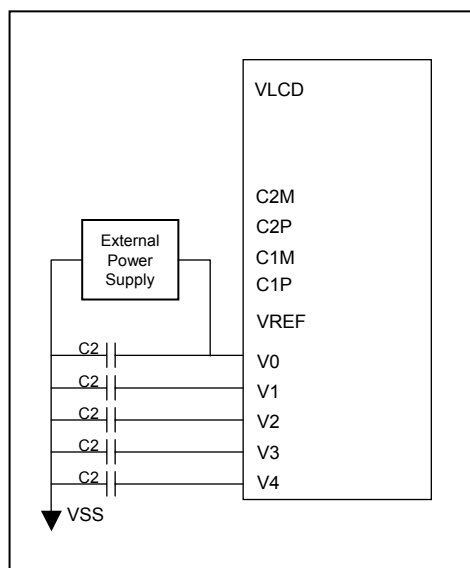 VLCD
C2M
C2P
C1M
C1P
VREF
External
Power
Supply
C2
V0
C2
V1
C2
V2
C2
V3
C2
V4
VSS